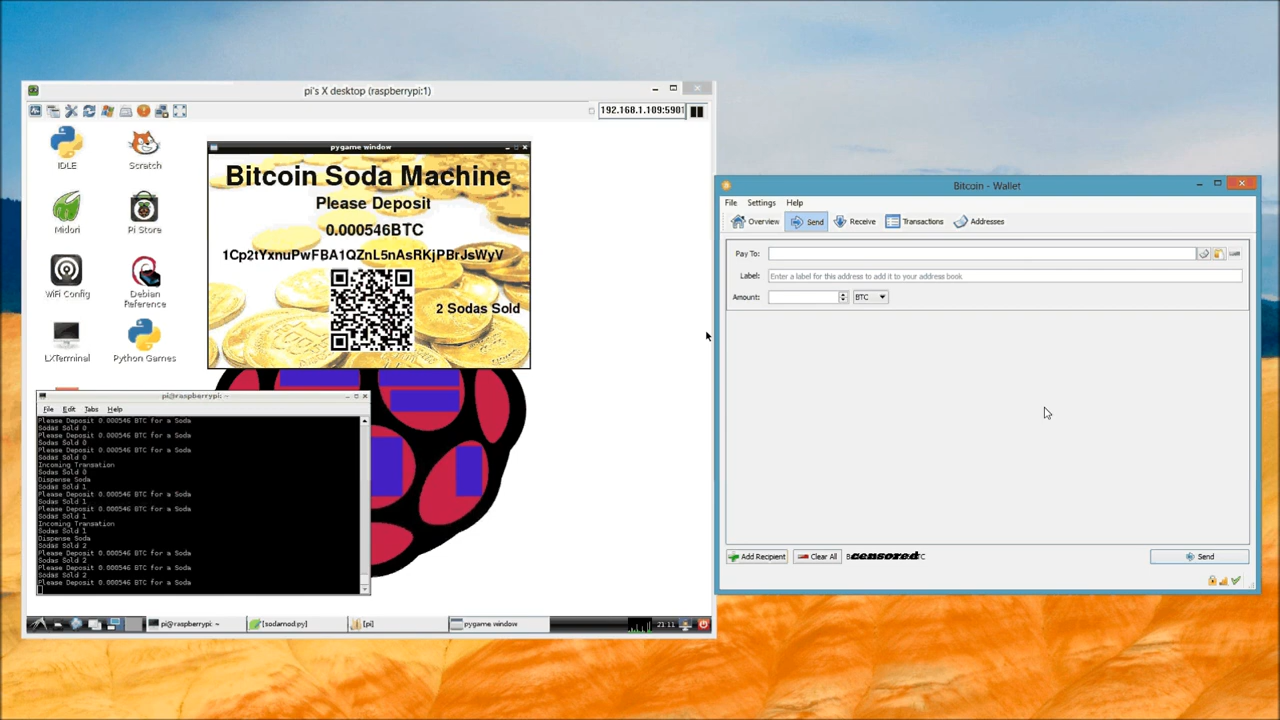 pi's X desktop (raspberrypi:1)
192.168.1.109:5901
IDLE
Scratch
Midori
Pi Store
WiFi Config
Debian
Reference
LXTerminal
Python Games
pygame window
Bitcoin Soda Machine
Please Deposit
0.000546BTC
1Cp2tYxnuPwFBA1QZnL5nAsRKjPBrJsWyV
2 Sodas Sold
pi@raspberrypi: ~
File Edit Tabs Help
Please Deposit 0.000546 BTC for a Soda
Sodas Sold 0
Please Deposit 0.000546 BTC for a Soda
Sodas Sold 0
Please Deposit 0.000546 BTC for a Soda
Sodas Sold 0
Incoming Transation
Sodas Sold 0
Dispense Soda
Sodas Sold 1
Please Deposit 0.000546 BTC for a Soda
Sodas Sold 1
Please Deposit 0.000546 BTC for a Soda
Sodas Sold 1
Incoming Transation
Sodas Sold 1
Dispense Soda
Sodas Sold 2
Please Deposit 0.000546 BTC for a Soda
Sodas Sold 2
Please Deposit 0.000546 BTC for a Soda
Sodas Sold 2
Please Deposit 0.000546 BTC for a Soda
pi@raspberrypi: ~ [sodamod.py] [pi] pygame window 21:11
Bitcoin - Wallet
File Settings Help
Overview Send Receive Transactions Addresses
Pay To:
Label: Enter a label for this address to add it to your address book
Amount: BTC
Add Recipient Clear All censored TC Send